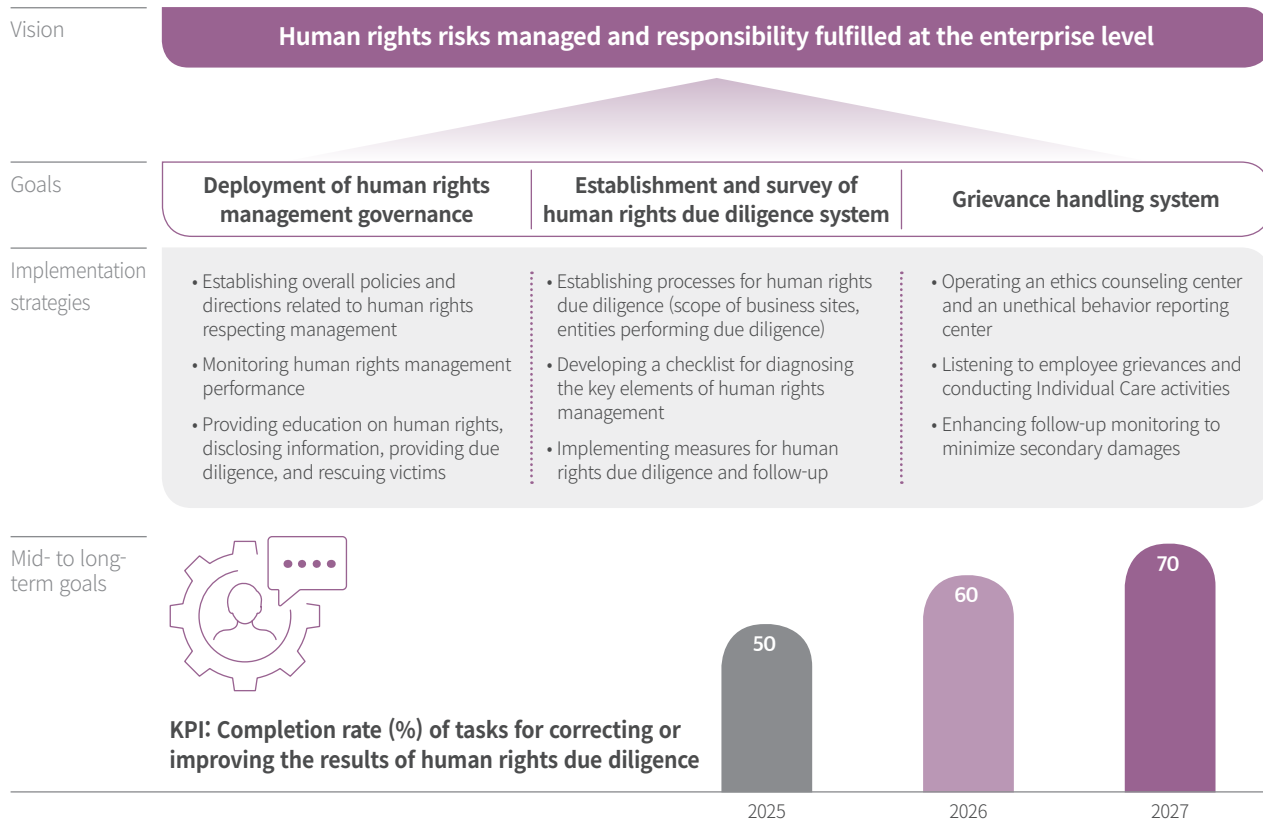 Vision
Human rights risks managed and responsibility fulfilled at the enterprise level
Goals
Deployment of human rights
management governance
Establishment and survey of
human rights due diligence system
Grievance handling system
Implementation
strategies
• Establishing overall policies and
directions related to human rights
respecting management
• Monitoring human rights management
performance
• Providing education on human rights,
disclosing information, providing due
diligence, and rescuing victims
• Establishing processes for human rights
due diligence (scope of business sites,
entities performing due diligence)
• Developing a checklist for diagnosing
the key elements of human rights
management
• Implementing measures for human
rights due diligence and follow-up
• Operating an ethics counseling center
and an unethical behavior reporting
center
• Listening to employee grievances and
conducting Individual Care activities
• Enhancing follow-up monitoring to
minimize secondary damages
Mid- to long-
term goals
KPI: Completion rate (%) of tasks for correcting or
improving the results of human rights due diligence
50
60
70
2025
2026
2027